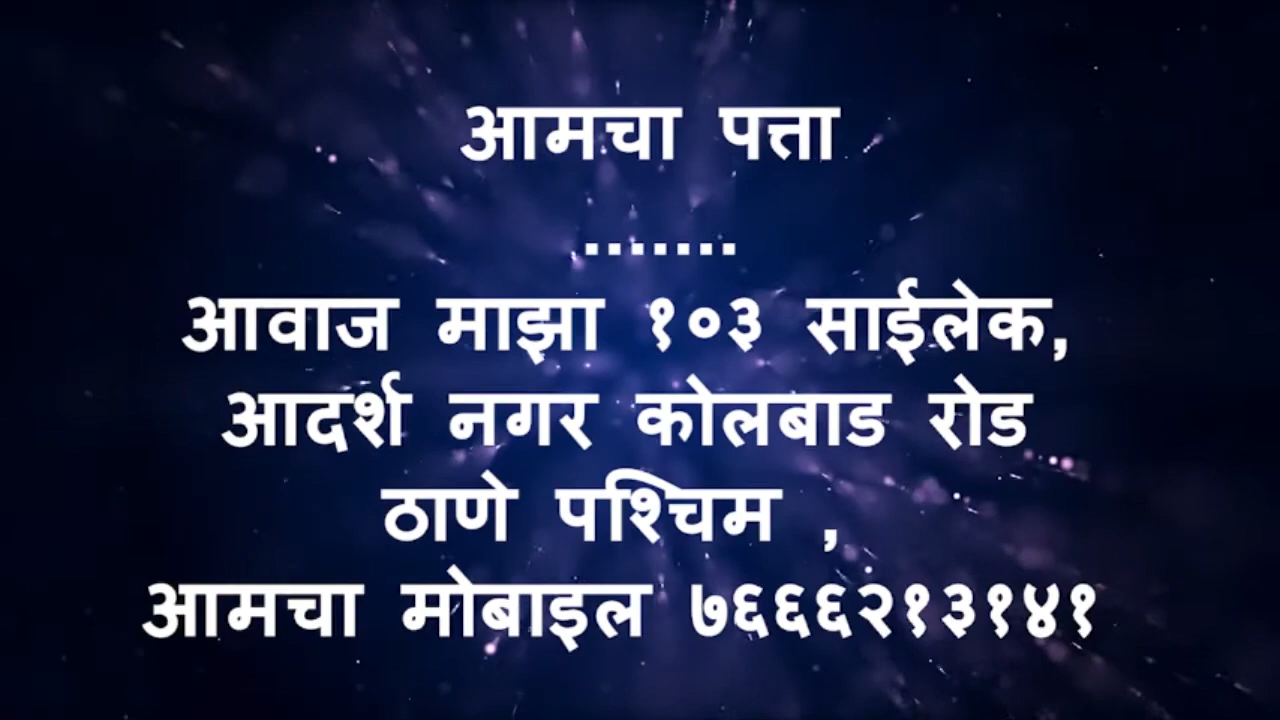 आमचा पत्ता
.......
आवाज माझा १०३ साईलेक,
आदर्श नगर कोलबाड रोड
ठाणे पश्चिम ,
आमचा मोबाइल ७६६६२१३१४१